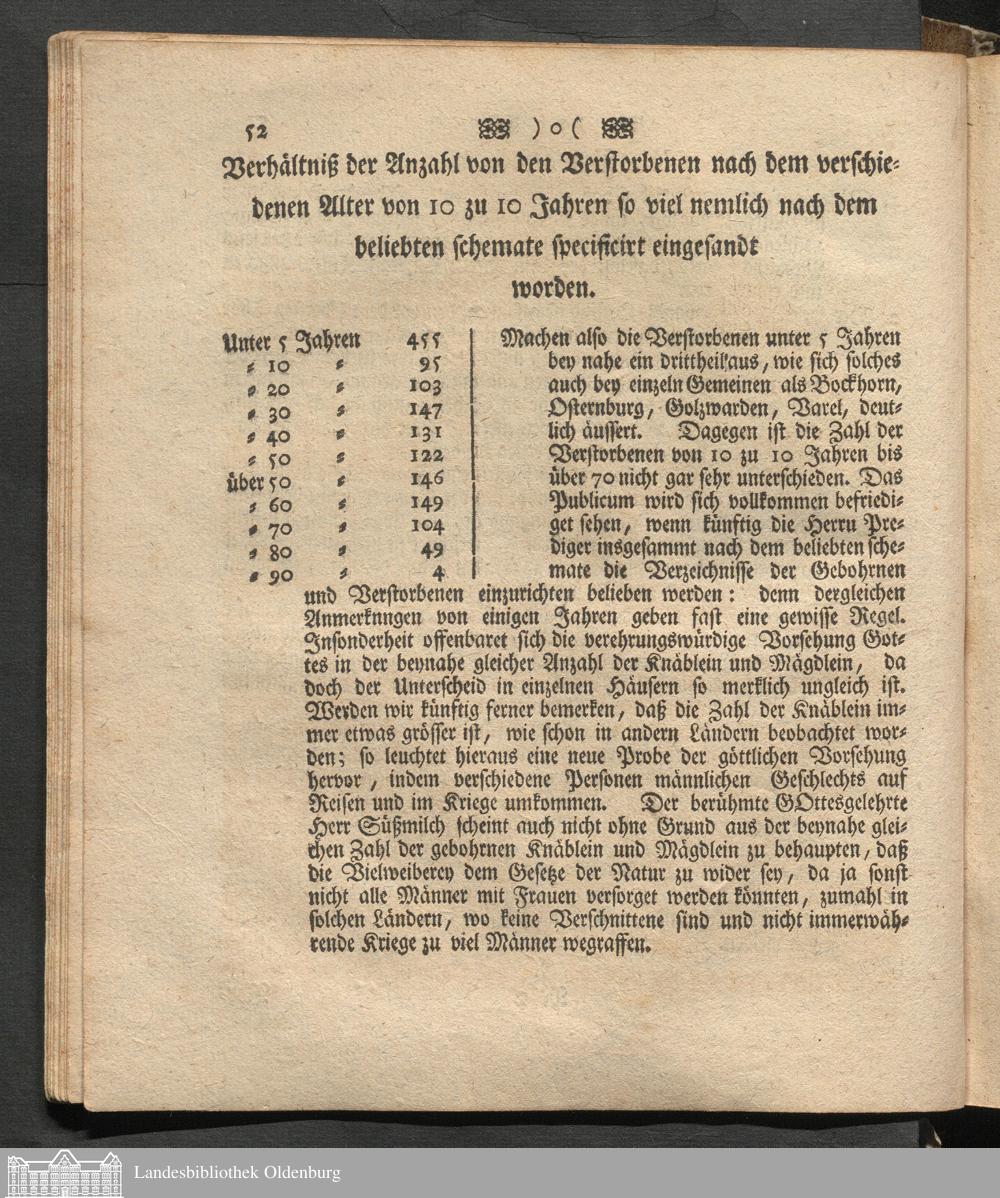 52 )o(
Verhältniß der Anzahl von den Verstorbenen nach dem verschie-
denen Alter von 10 zu 10 Jahren so viel nemlich nach dem
beliebten schemate specificirt eingesandt
worden.
Unter 5 Jahren 455
= 10 = 95
= 20 = 103
= 30 = 147
= 40 = 131
= 50 = 122
über 50 = 146
= 60 = 149
= 70 = 104
= 80 = 49
= 90 = 4
Machen also die Verstorbenen unter 5 Jahren
bey nahe ein drittheil aus, wie sich solches
auch bey einzeln Gemeinen als Bockhorn,
Osternburg, Golzwarden, Varel, deut-
lich äussert. Dagegen ist die Zahl der
Verstorbenen von 10 zu 10 Jahren bis
über 70 nicht gar sehr unterschieden. Das
Publicum wird sich vollkommen befriedi-
get sehen, wenn künftig die Herru Pre-
diger insgesammt nach dem beliebten sche-
mate die Verzeichnisse der Gebohrnen
und Verstorbenen einzurichten belieben werden: denn dergleichen
Anmerknngen von einigen Jahren geben fast eine gewisse Regel.
Insonderheit offenbaret sich die verehrungswürdige Vorsehung Got-
tes in der beynahe gleicher Anzahl der Knäblein und Mägdlein, da
doch der Unterscheid in einzelnen Häusern so merklich ungleich ist.
Werden wir künftig ferner bemerken, daß die Zahl der Knäblein im-
mer etwas grösser ist, wie schon in andern Ländern beobachtet wor-
den; so leuchtet hieraus eine neue Probe der göttlichen Vorsehung
hervor, indem verschiedene Personen männlichen Geschlechts auf
Reisen und im Kriege umkommen. Der berühmte GOttesgelehrte
Herr Süßmilch scheint auch nicht ohne Grund aus der beynahe glei-
chen Zahl der gebohrnen Knäblein und Mägdlein zu behaupten, daß
die Vielweiberey dem Gesetze der Natur zu wider sey, da ja sonst
nicht alle Männer mit Frauen versorget werden könnten, zumahl in
solchen Ländern, wo keine Verschnittene sind und nicht immerwäh-
rende Kriege zu viel Männer wegraffen.
Landesbibliothek Oldenburg